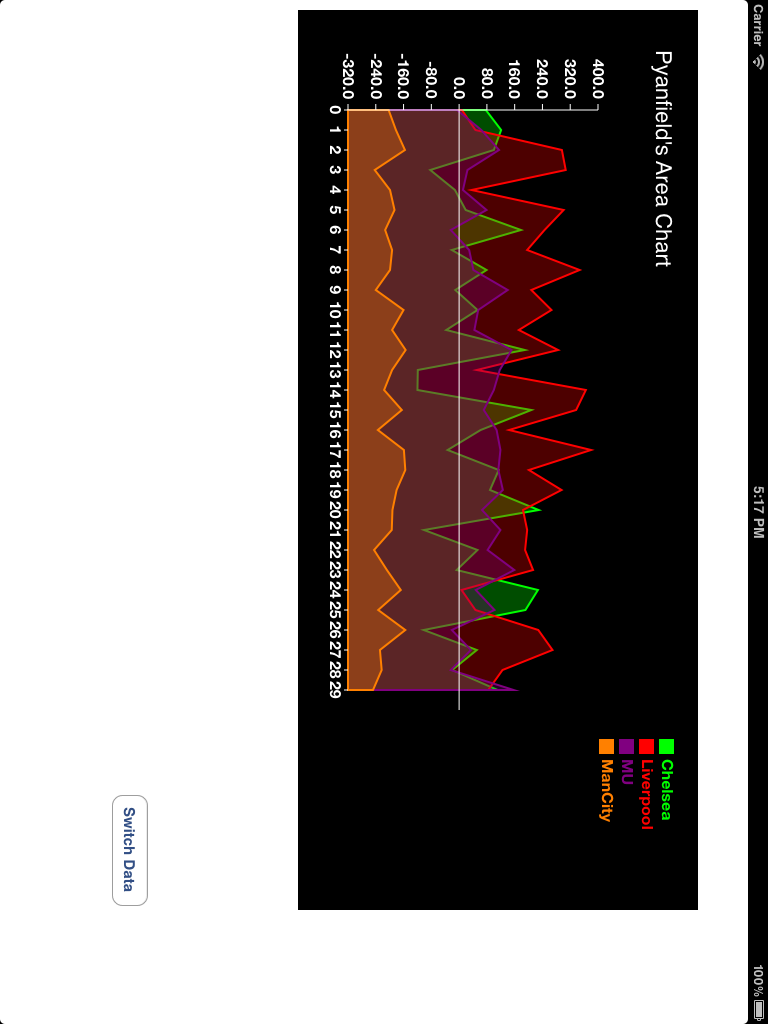 Carrier 5:17 PM 100%
Pyanfield's Area Chart
400.0
320.0
240.0
160.0
80.0
0.0
-80.0
-160.0
-240.0
-320.0
0 1 2 3 4 5 6 7 8 9 10 11 12 13 14 15 16 17 18 19 20 21 22 23 24 25 26 27 28 29
Chelsea
Liverpool
MU
ManCity
Switch Data